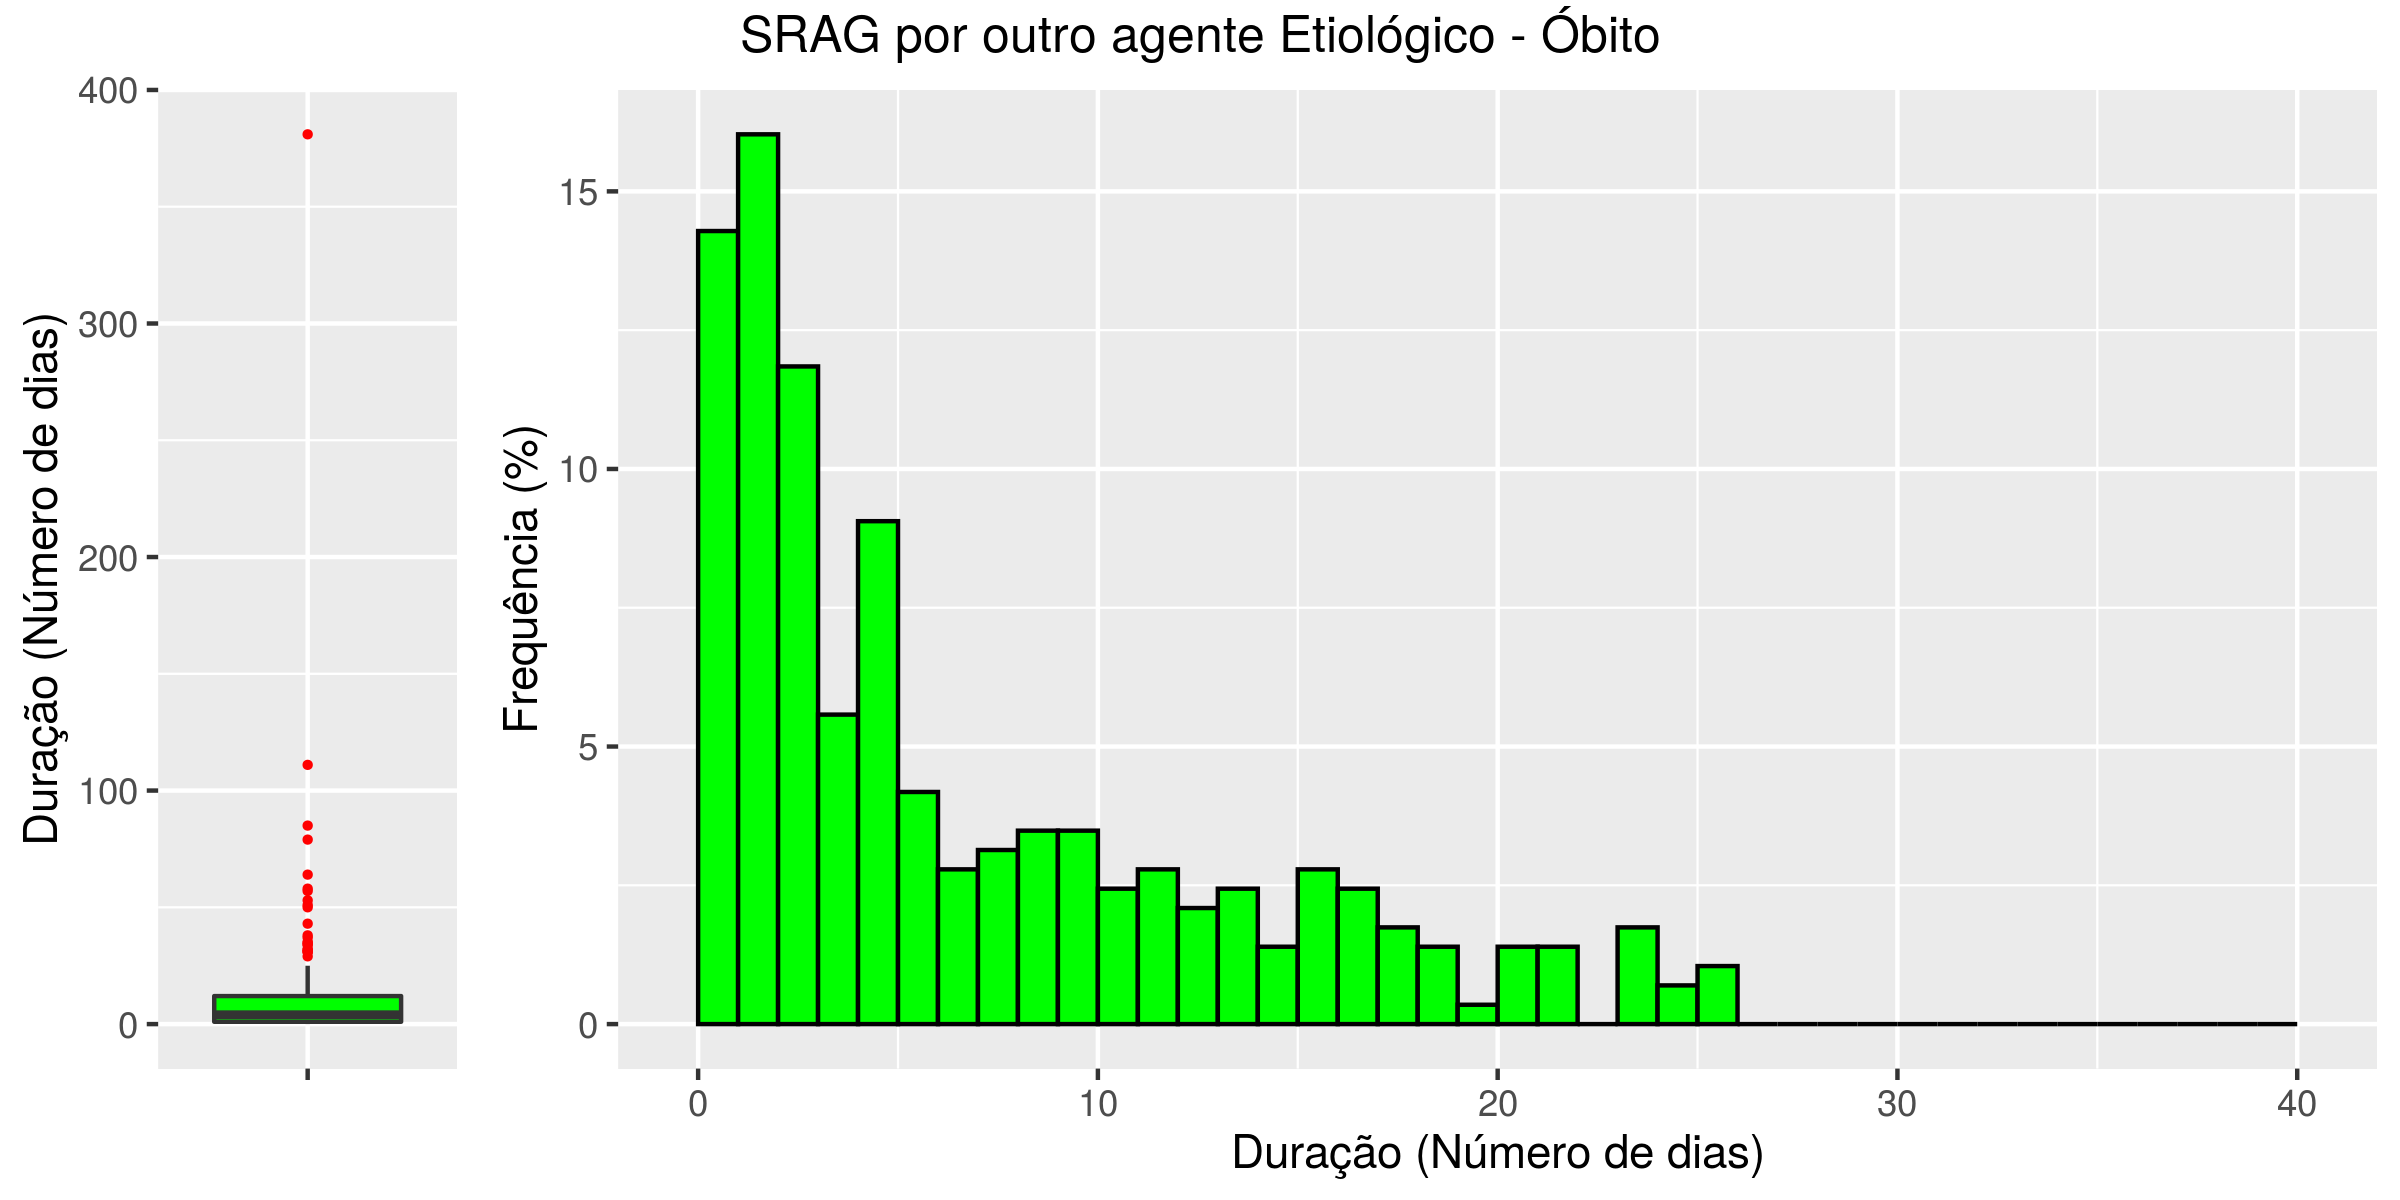 SRAG por outro agente Etiológico - Óbito
Duração (Número de dias)
400
300
200
100
0
Frequência (%)
15
10
5
0
0 10 20 30 40
Duração (Número de dias)